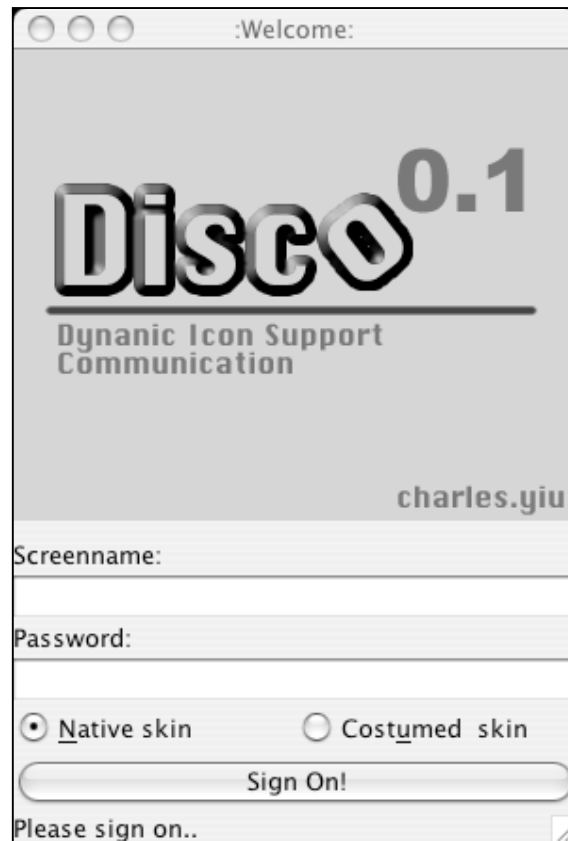 :Welcome:
0.1
Disco
Dynanic Icon Support
Communication
charles.yiu
Screenname:
Password:
Native skin
Costumed skin
Sign On!
Please sign on..